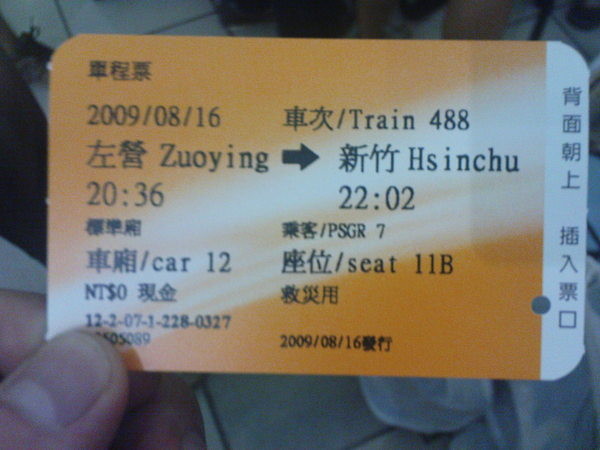 單程票
2009/08/16 車次/Train 488
左營 Zuoying → 新竹 Hsinchu
20:36 22:02
標準廂 乘客/PSGR 7
車廂/car 12 座位/seat 11B
NT$0 現金 救災用
12-2-07-1-228-0327
2009/08/16發行
背面朝上 插入票口